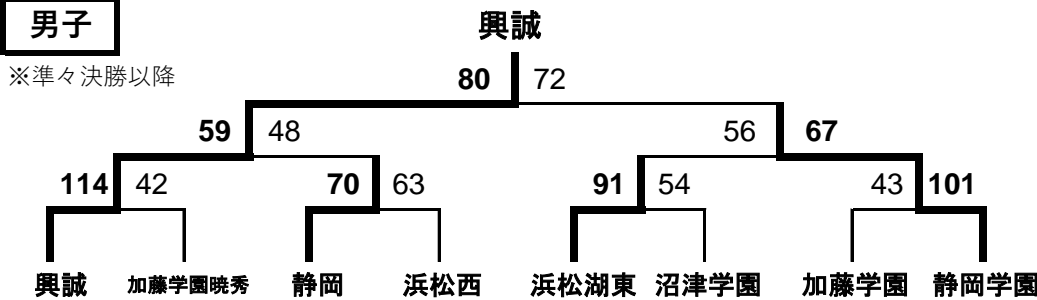 男子
興誠
※準々決勝以降
80 72
59 48 56 67
114 42 70 63 91 54 43 101
興誠 加藤学園暁秀 静岡 浜松西 浜松湖東 沼津学園 加藤学園 静岡学園